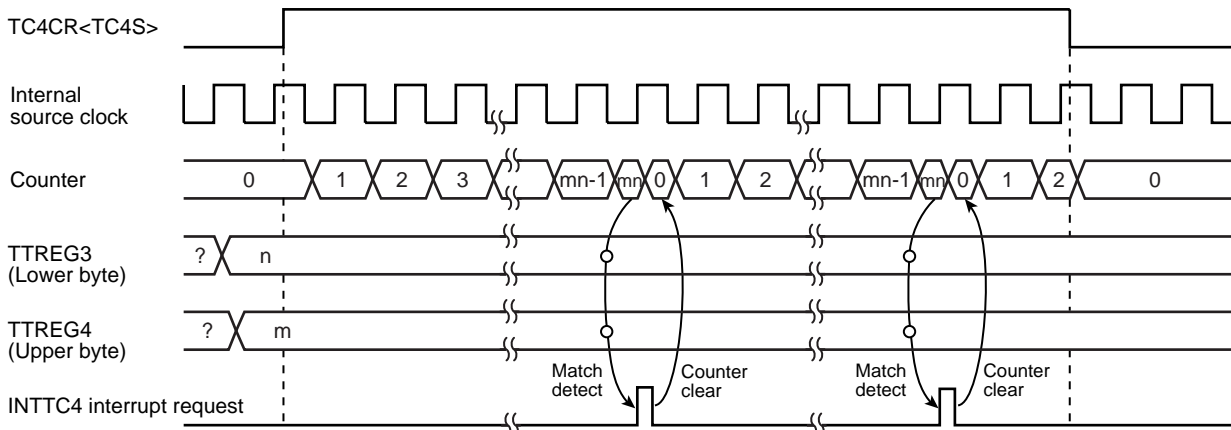 TC4CR<TC4S>
Internal
source clock
Counter
0 1 2 3 mn-1 mn 0 1 2 mn-1 mn 0 1 2 0
TTREG3
(Lower byte)
? n
TTREG4
(Upper byte)
? m
Match
detect
Counter
clear
Match
detect
Counter
clear
INTTC4 interrupt request